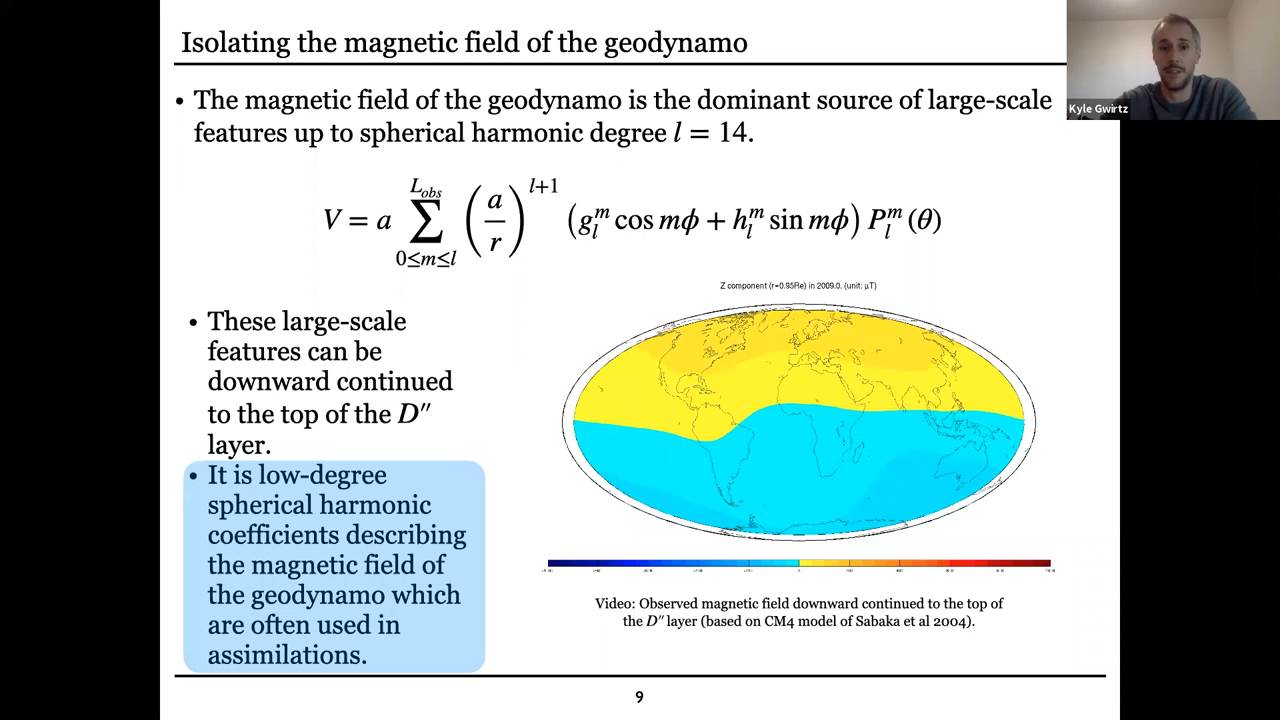 Isolating the magnetic field of the geodynamo
Kyle Gwirtz
• The magnetic field of the geodynamo is the dominant source of large-scale
features up to spherical harmonic degree l = 14.
V = a ∑_{0≤m≤l}^{L_{obs}} (a/r)^{l+1} (g_l^m cos mϕ + h_l^m sin mϕ) P_l^m (θ)
• These large-scale
features can be
downward continued
to the top of the D″
layer.
• It is low-degree
spherical harmonic
coefficients describing
the magnetic field of
the geodynamo which
are often used in
assimilations.
Z component (r=0.95Re) in 2009.0. (unit: μT)
Video: Observed magnetic field downward continued to the top of
the D″ layer (based on CM4 model of Sabaka et al 2004).
9